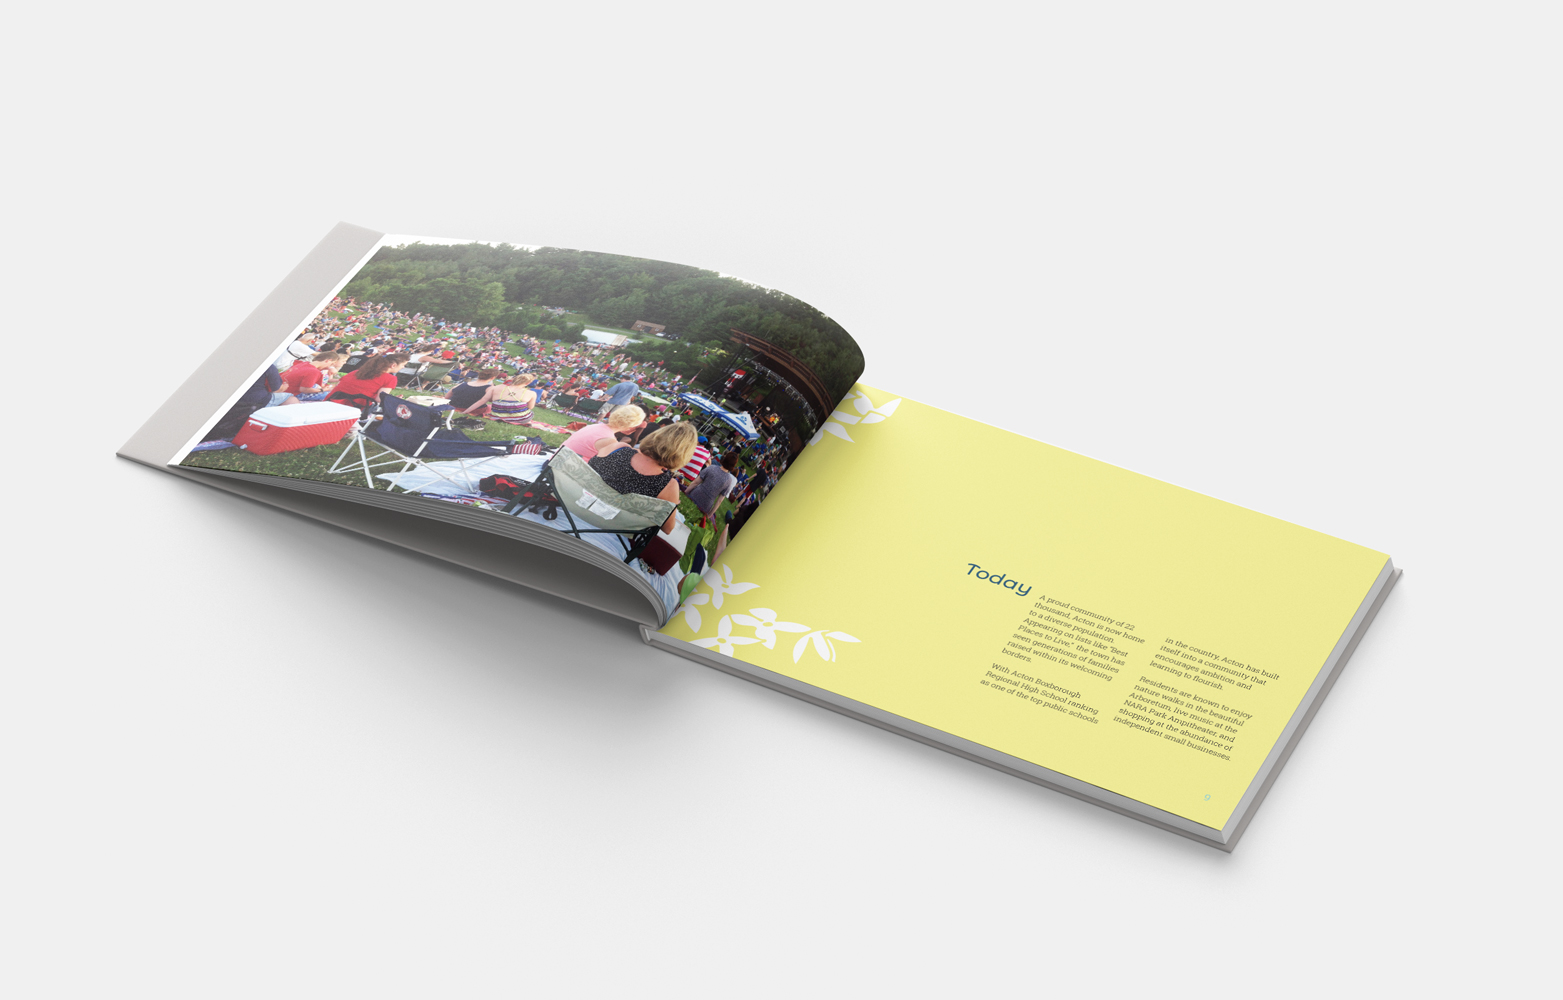 Today
A proud community of 22
thousand, Acton is now home
to a diverse population.
Appearing on lists like "Best
Places to Live," the town has
seen generations of families
raised within its welcoming
borders.
With Acton Boxborough
Regional High School ranking
as one of the top public schools
in the country, Acton has built
itself into a community that
encourages ambition and
learning to flourish.
Residents are known to enjoy
nature walks in the beautiful
Arboretum, live music at the
NARA Park Ampitheater, and
shopping at the abundance of
independent small businesses.
9